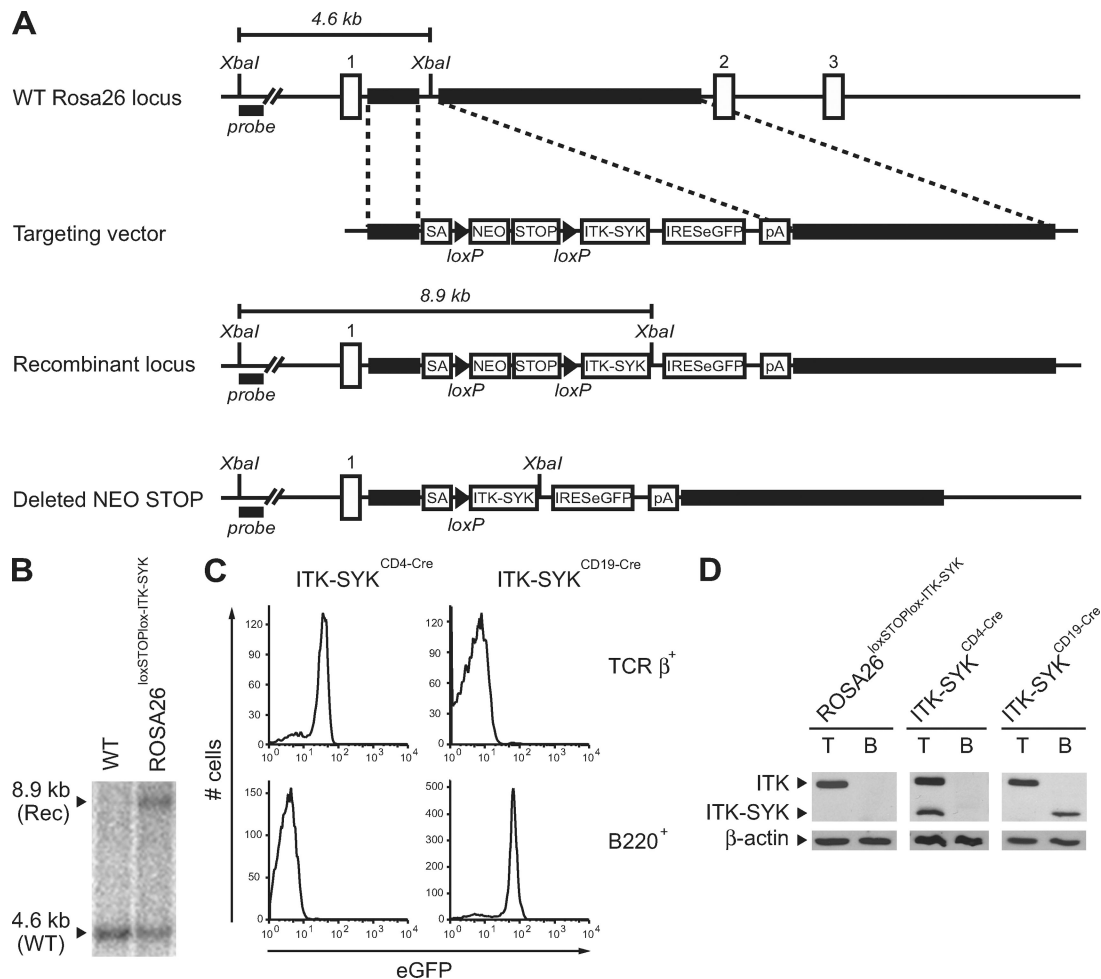 A
4.6 kb
XbaI
1
XbaI
2
3
WT Rosa26 locus
probe
Targeting vector
SA
NEO
STOP
ITK-SYK
IRESeGFP
pA
loxP
loxP
8.9 kb
XbaI
1
XbaI
Recombinant locus
SA
NEO
STOP
ITK-SYK
IRESeGFP
pA
probe
loxP
loxP
XbaI
1
XbaI
Deleted NEO STOP
SA
ITK-SYK
IRESeGFP
pA
probe
loxP
B
WT
ROSA26loxSTOPlox-ITK-SYK
8.9 kb
(Rec)
4.6 kb
(WT)
C
ITK-SYKCD4-Cre
ITK-SYKCD19-Cre
# cells
120
90
60
30
0
100 101 102 103 104
120
90
60
30
0
100 101 102 103 104
TCR β+
150
100
50
0
100 101 102 103 104
500
400
300
200
100
0
100 101 102 103 104
B220+
eGFP
D
ROSA26loxSTOPlox-ITK-SYK
ITK-SYKCD4-Cre
ITK-SYKCD19-Cre
T B T B T B
ITK
ITK-SYK
β-actin